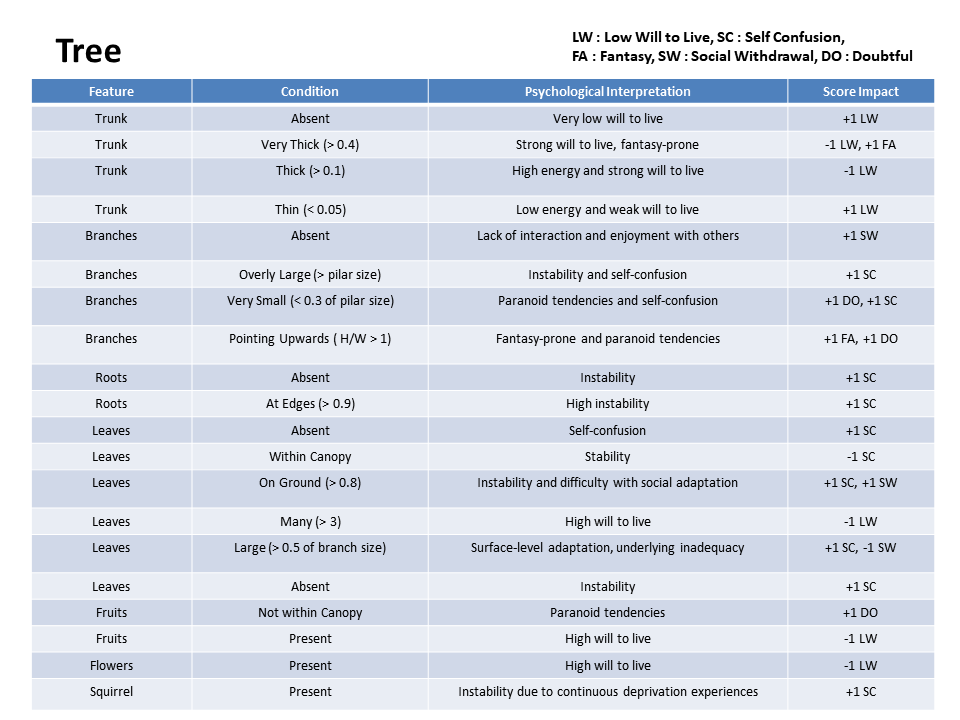 Tree
LW : Low Will to Live, SC : Self Confusion,
FA : Fantasy, SW : Social Withdrawal, DO : Doubtful
Feature Condition Psychological Interpretation Score Impact
Trunk Absent Very low will to live +1 LW
Trunk Very Thick (> 0.4) Strong will to live, fantasy-prone -1 LW, +1 FA
Trunk Thick (> 0.1) High energy and strong will to live -1 LW
Trunk Thin (< 0.05) Low energy and weak will to live +1 LW
Branches Absent Lack of interaction and enjoyment with others +1 SW
Branches Overly Large (> pilar size) Instability and self-confusion +1 SC
Branches Very Small (< 0.3 of pilar size) Paranoid tendencies and self-confusion +1 DO, +1 SC
Branches Pointing Upwards ( H/W > 1) Fantasy-prone and paranoid tendencies +1 FA, +1 DO
Roots Absent Instability +1 SC
Roots At Edges (> 0.9) High instability +1 SC
Leaves Absent Self-confusion +1 SC
Leaves Within Canopy Stability -1 SC
Leaves On Ground (> 0.8) Instability and difficulty with social adaptation +1 SC, +1 SW
Leaves Many (> 3) High will to live -1 LW
Leaves Large (> 0.5 of branch size) Surface-level adaptation, underlying inadequacy +1 SC, -1 SW
Leaves Absent Instability +1 SC
Fruits Not within Canopy Paranoid tendencies +1 DO
Fruits Present High will to live -1 LW
Flowers Present High will to live -1 LW
Squirrel Present Instability due to continuous deprivation experiences +1 SC